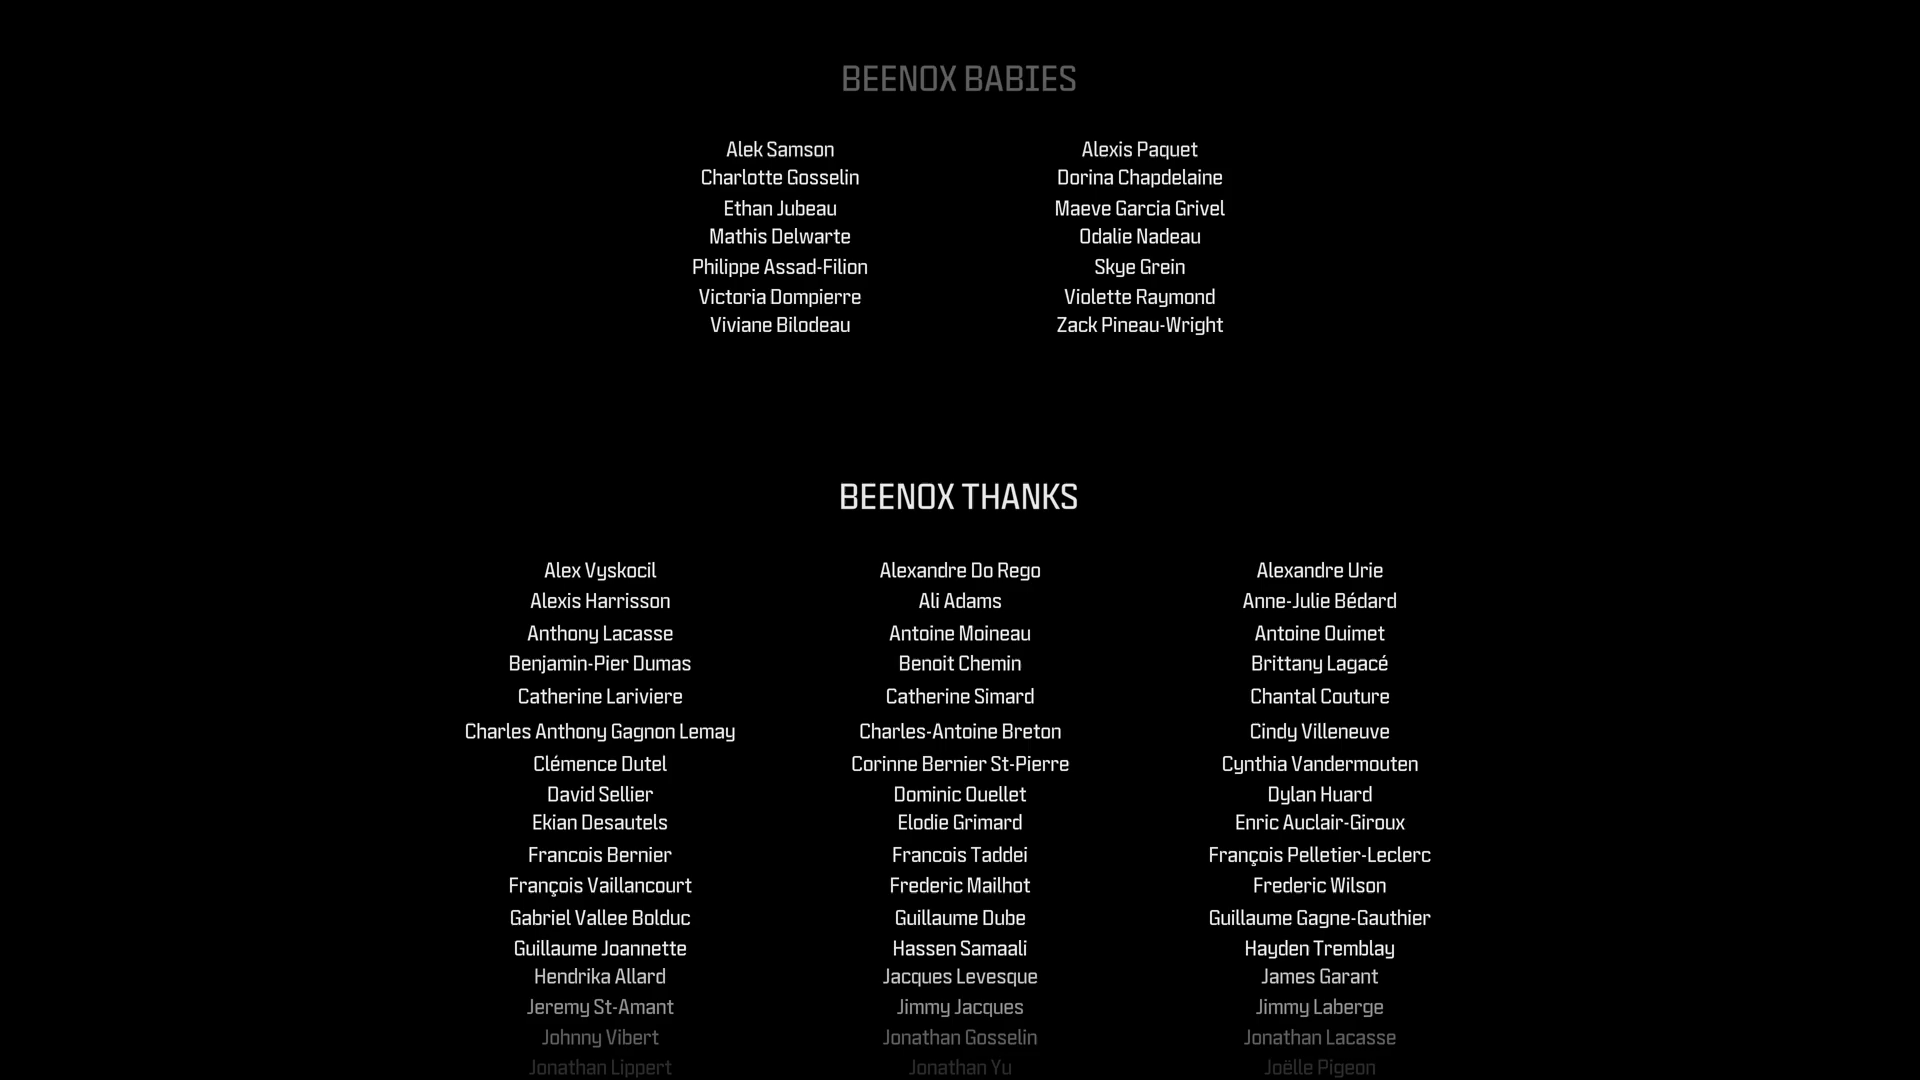 BEENOX BABIES
Alek Samson Alexis Paquet
Charlotte Gosselin Dorina Chapdelaine
Ethan Jubeau Maeve Garcia Grivel
Mathis Delwarte Odalie Nadeau
Philippe Assad-Filion Skye Grein
Victoria Dompierre Violette Raymond
Viviane Bilodeau Zack Pineau-Wright
BEENOX THANKS
Alex Vyskocil Alexandre Do Rego Alexandre Urie
Alexis Harrisson Ali Adams Anne-Julie Bédard
Anthony Lacasse Antoine Moineau Antoine Ouimet
Benjamin-Pier Dumas Benoit Chemin Brittany Lagacé
Catherine Lariviere Catherine Simard Chantal Couture
Charles Anthony Gagnon Lemay Charles-Antoine Breton Cindy Villeneuve
Clémence Dutel Corinne Bernier St-Pierre Cynthia Vandermouten
David Sellier Dominic Ouellet Dylan Huard
Ekian Desautels Elodie Grimard Enric Auclair-Giroux
Francois Bernier Francois Taddei François Pelletier-Leclerc
François Vaillancourt Frederic Mailhot Frederic Wilson
Gabriel Vallee Bolduc Guillaume Dube Guillaume Gagne-Gauthier
Guillaume Joannette Hassen Samaali Hayden Tremblay
Hendrika Allard Jacques Levesque James Garant
Jeremy St-Amant Jimmy Jacques Jimmy Laberge
Johnny Vibert Jonathan Gosselin Jonathan Lacasse
Jonathan Lippert Jonathan Yu Joëlle Pigeon